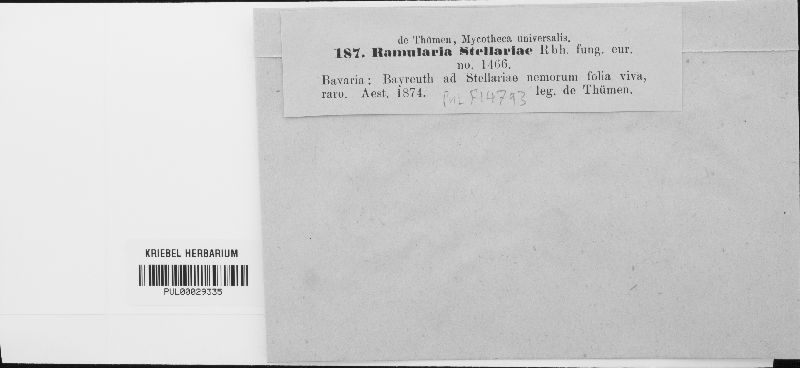 de Thümen, Mycotheca universalis.
187. Ramularia Stellariae Rbh. fung. eur.
no. 1466.
Bavaria: Bayreuth ad Stellariae nemorum folia viva,
raro. Aest. 1874. PUL F14793 leg. de Thümen.
KRIEBEL HERBARIUM
PUL00029335